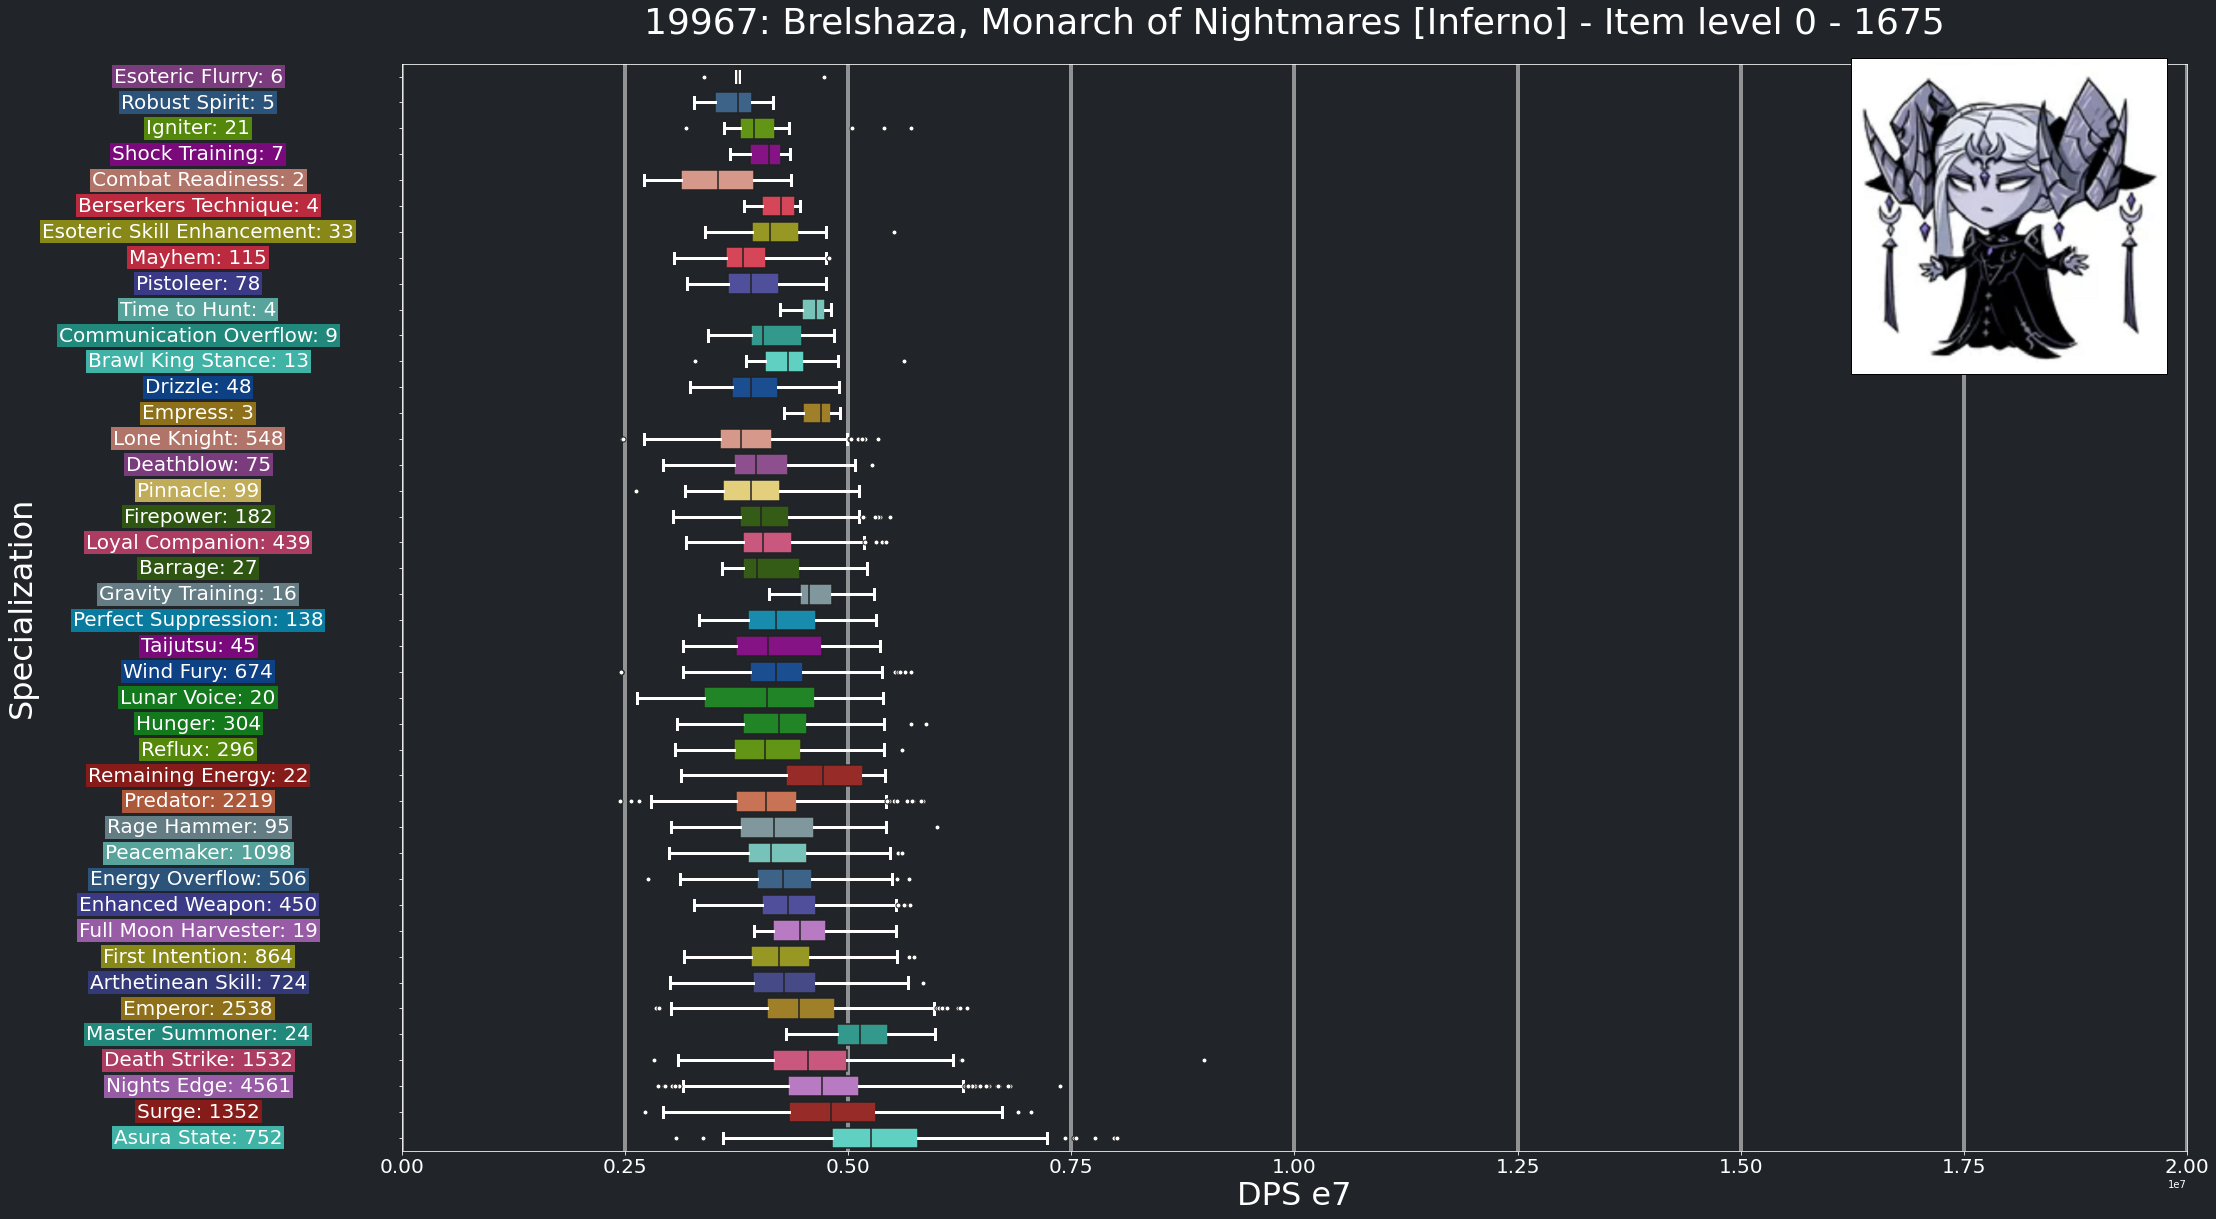 19967: Brelshaza, Monarch of Nightmares [Inferno] - Item level 0 - 1675
Specialization
Esoteric Flurry: 6
Robust Spirit: 5
Igniter: 21
Shock Training: 7
Combat Readiness: 2
Berserkers Technique: 4
Esoteric Skill Enhancement: 33
Mayhem: 115
Pistoleer: 78
Time to Hunt: 4
Communication Overflow: 9
Brawl King Stance: 13
Drizzle: 48
Empress: 3
Lone Knight: 548
Deathblow: 75
Pinnacle: 99
Firepower: 182
Loyal Companion: 439
Barrage: 27
Gravity Training: 16
Perfect Suppression: 138
Taijutsu: 45
Wind Fury: 674
Lunar Voice: 20
Hunger: 304
Reflux: 296
Remaining Energy: 22
Predator: 2219
Rage Hammer: 95
Peacemaker: 1098
Energy Overflow: 506
Enhanced Weapon: 450
Full Moon Harvester: 19
First Intention: 864
Arthetinean Skill: 724
Emperor: 2538
Master Summoner: 24
Death Strike: 1532
Nights Edge: 4561
Surge: 1352
Asura State: 752
0.00 0.25 0.50 0.75 1.00 1.25 1.50 1.75 2.00
1e7
DPS e7